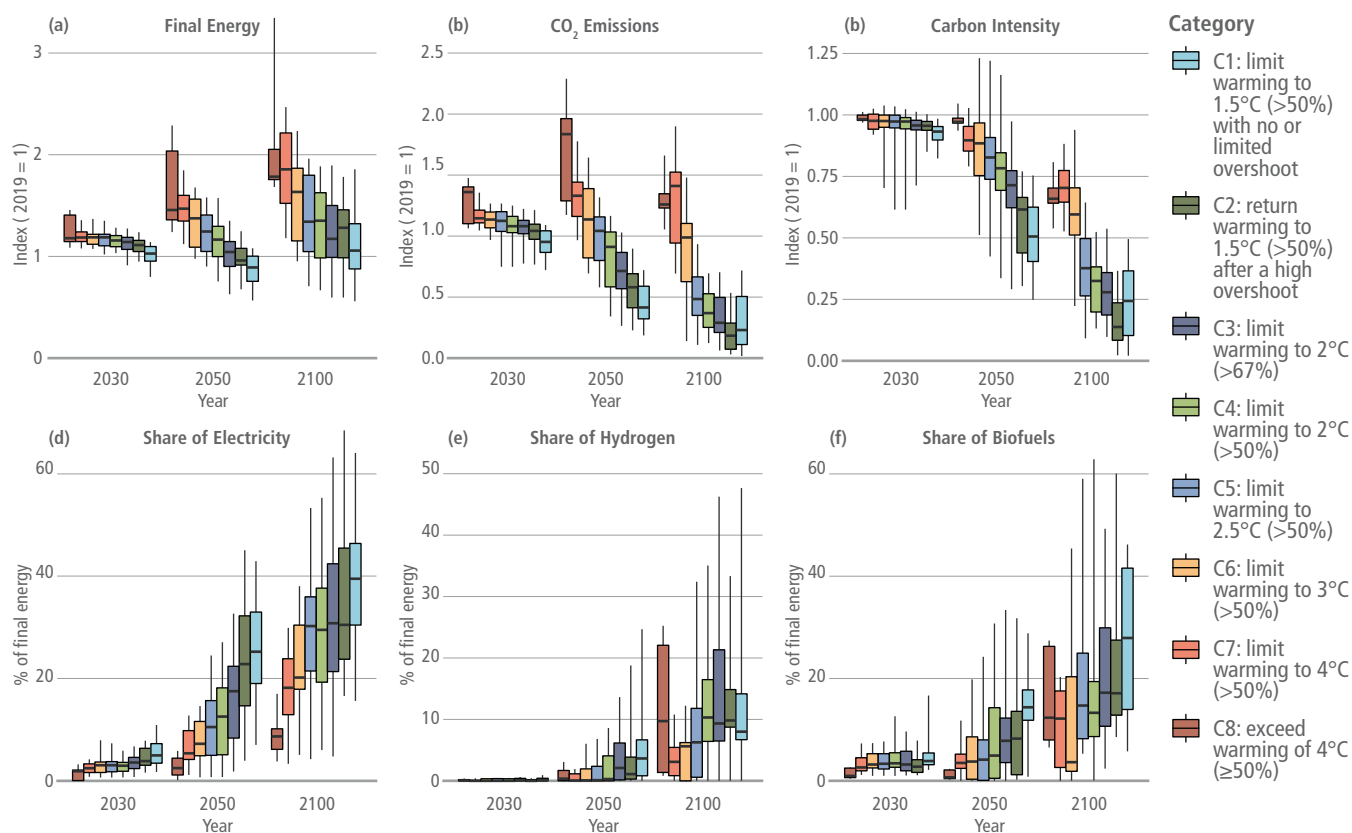 (a) Final Energy
3
2
1
0
Index ( 2019 = 1)
2030 2050 2100
Year
(b) CO2 Emissions
2.5
2.0
1.5
1.0
0.5
0.0
Index ( 2019 = 1)
2030 2050 2100
Year
(b) Carbon Intensity
1.25
1.00
0.75
0.50
0.25
0.00
Index ( 2019 = 1)
2030 2050 2100
Year
(d) Share of Electricity
60
40
20
0
% of final energy
2030 2050 2100
Year
(e) Share of Hydrogen
50
40
30
20
10
0
% of final energy
2030 2050 2100
Year
(f) Share of Biofuels
60
40
20
0
% of final energy
2030 2050 2100
Year
Category
C1: limit
warming to
1.5°C (>50%)
with no or
limited
overshoot
C2: return
warming to
1.5°C (>50%)
after a high
overshoot
C3: limit
warming to 2°C
(>67%)
C4: limit
warming to 2°C
(>50%)
C5: limit
warming to
2.5°C (>50%)
C6: limit
warming to 3°C
(>50%)
C7: limit
warming to 4°C
(>50%)
C8: exceed
warming of 4°C
(≥50%)